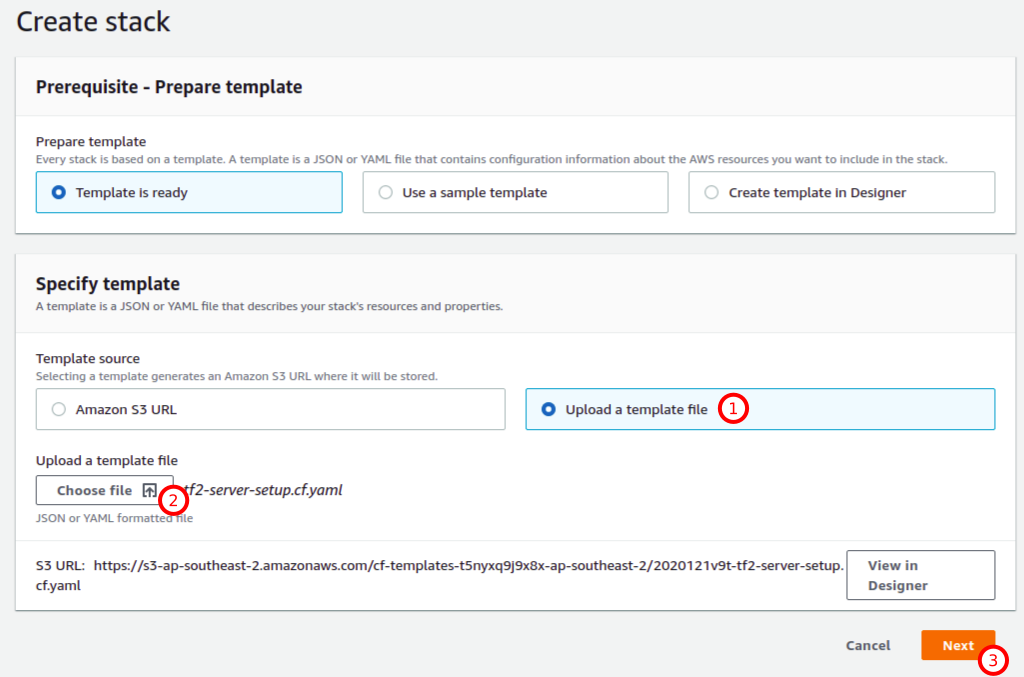 Create stack
Prerequisite - Prepare template
Prepare template
Every stack is based on a template. A template is a JSON or YAML file that contains configuration information about the AWS resources you want to include in the stack.
Template is ready
Use a sample template
Create template in Designer
Specify template
A template is a JSON or YAML file that describes your stack's resources and properties.
Template source
Selecting a template generates an Amazon S3 URL where it will be stored.
Amazon S3 URL
Upload a template file 1
Upload a template file
Choose file 2 tf2-server-setup.cf.yaml
JSON or YAML formatted file
S3 URL: https://s3-ap-southeast-2.amazonaws.com/cf-templates-t5nyxq9j9x8x-ap-southeast-2/2020121v9t-tf2-server-setup.
cf.yaml
View in
Designer
Cancel
Next 3